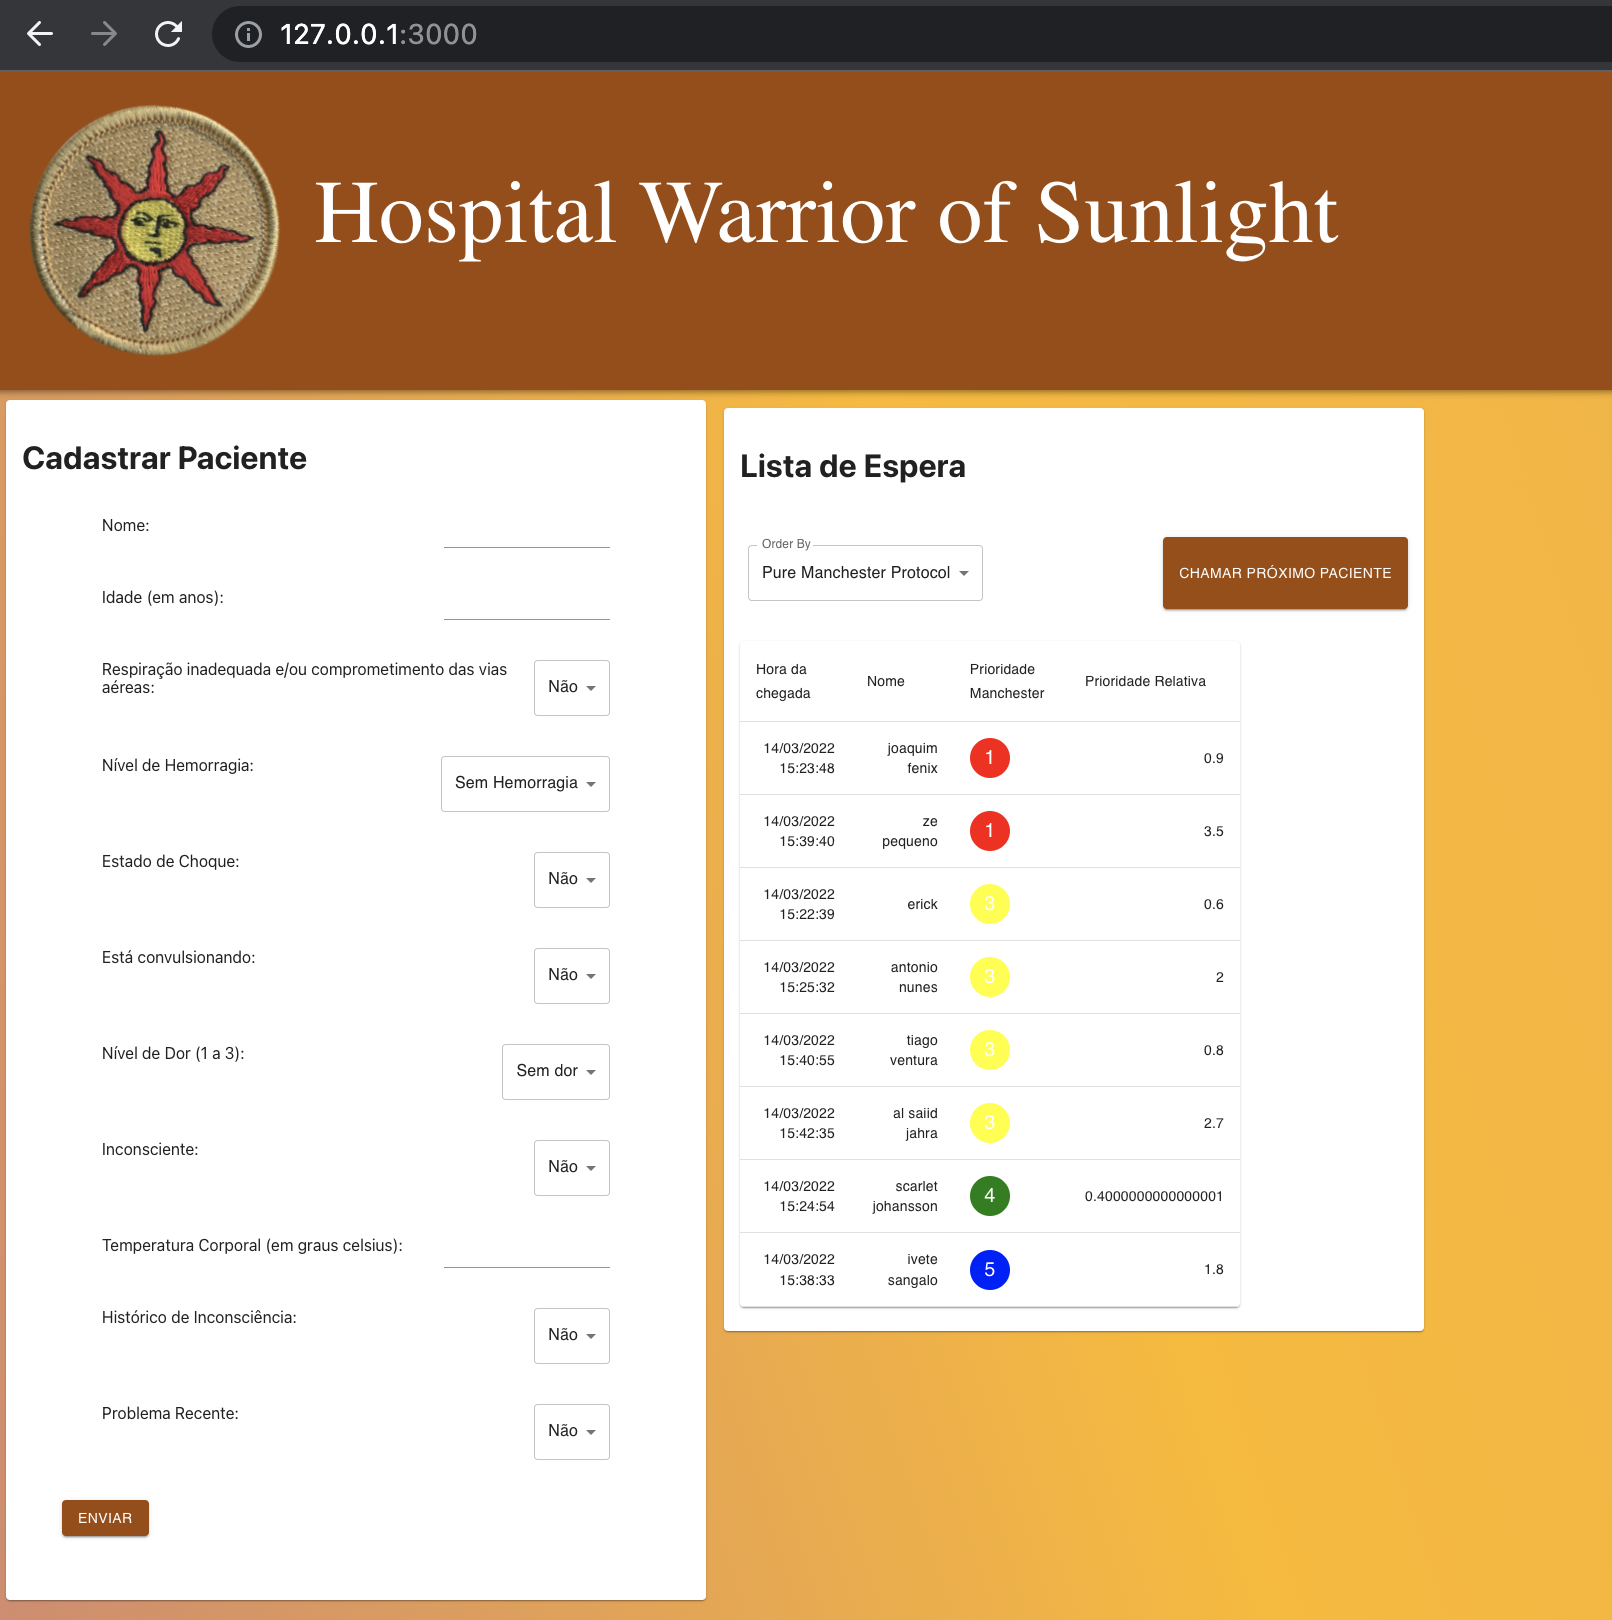 127.0.0.1:3000
Hospital Warrior of Sunlight
Cadastrar Paciente
Nome:
Idade (em anos):
Respiração inadequada e/ou comprometimento das vias
aéreas:
Não
Nível de Hemorragia:
Sem Hemorragia
Estado de Choque:
Não
Está convulsionando:
Não
Nível de Dor (1 a 3):
Sem dor
Inconsciente:
Não
Temperatura Corporal (em graus celsius):
Histórico de Inconsciência:
Não
Problema Recente:
Não
ENVIAR
Lista de Espera
Order By
Pure Manchester Protocol
CHAMAR PRÓXIMO PACIENTE
Hora da
chegada
Nome
Prioridade
Manchester
Prioridade Relativa
14/03/2022
15:23:48
joaquim
fenix
1
0.9
14/03/2022
15:39:40
ze
pequeno
1
3.5
14/03/2022
15:22:39
erick
3
0.6
14/03/2022
15:25:32
antonio
nunes
3
2
14/03/2022
15:40:55
tiago
ventura
3
0.8
14/03/2022
15:42:35
al saiid
jahra
3
2.7
14/03/2022
15:24:54
scarlet
johansson
4
0.4000000000000001
14/03/2022
15:38:33
ivete
sangalo
5
1.8